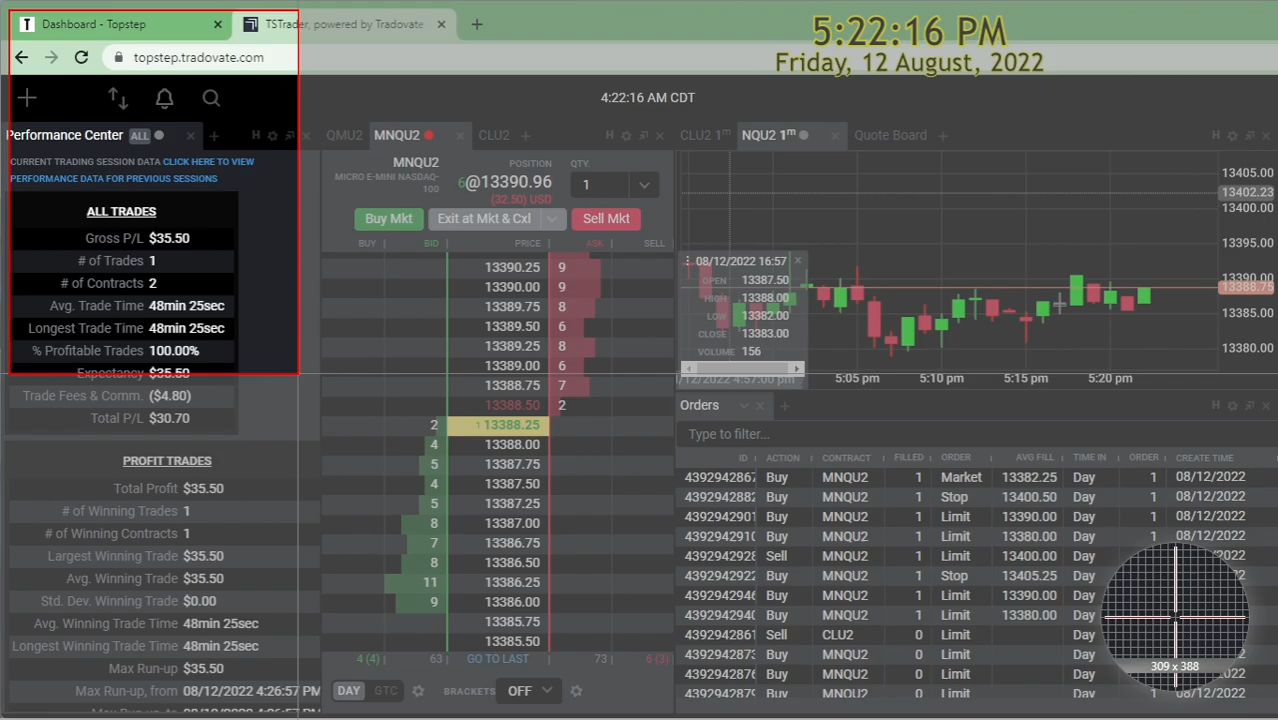 Dashboard - Topstep
TSTrader, powered by Tradovate
5:22:16 PM
Friday, 12 August, 2022
topstep.tradovate.com
4:22:16 AM CDT
Performance Center ALL
H
CURRENT TRADING SESSION DATA CLICK HERE TO VIEW
PERFORMANCE DATA FOR PREVIOUS SESSIONS
ALL TRADES
Gross P/L $35.50
# of Trades 1
# of Contracts 2
Avg. Trade Time 48min 25sec
Longest Trade Time 48min 25sec
% Profitable Trades 100.00%
Expectancy $35.50
Trade Fees & Comm. ($4.80)
Total P/L $30.70
PROFIT TRADES
Total Profit $35.50
# of Winning Trades 1
# of Winning Contracts 1
Largest Winning Trade $35.50
Avg. Winning Trade $35.50
Std. Dev. Winning Trade $0.00
Avg. Winning Trade Time 48min 25sec
Longest Winning Trade Time 48min 25sec
Max Run-up $35.50
Max Run-up, from 08/12/2022 4:26:57 PM
QMU2 MNQU2 CLU2 H
MNQU2
MICRO E-MINI NASDAQ-
100
POSITION
6@13390.96
(32.50) USD
QTY.
1
Buy Mkt Exit at Mkt & Cxl Sell Mkt
BUY BID PRICE ASK SELL
13390.25 9
13390.00 9
13389.75 8
13389.50 6
13389.25 8
13389.00 6
13388.75 7
13388.50 2
2 1 13388.25
4 13388.00
5 13387.75
4 13387.50
5 13387.25
8 13387.00
7 13386.75
8 13386.50
11 13386.25
9 13386.00
13385.75
13385.50
4 (4) 63 GO TO LAST 73 6 (3)
DAY GTC BRACKETS OFF
CLU2 1m NQU2 1m Quote Board H
08/12/2022 16:57
OPEN 13387.50
HIGH 13388.00
LOW 13382.00
CLOSE 13383.00
VOLUME 156
13405.00
13402.23
13400.00
13395.00
13390.00
13388.75
13385.00
13380.00
/12/2022 4:57:00 pm 5:05 pm 5:10 pm 5:15 pm 5:20 pm
Orders H
Type to filter...
ID ACTION CONTRACT FILLED ORDER AVG FILL TIME IN ORDER CREATE TIME
4392942867 Buy MNQU2 1 Market 13382.25 Day 1 08/12/2022
4392942882 Buy MNQU2 1 Stop 13400.50 Day 1 08/12/2022
4392942901 Buy MNQU2 1 Limit 13390.00 Day 1 08/12/2022
4392942910 Buy MNQU2 1 Limit 13380.00 Day 1 08/12/2022
4392942928 Sell MNQU2 1 Limit 13400.00 Day
4392942922 Buy MNQU2 1 Stop 13405.25 Day
4392942946 Buy MNQU2 1 Limit 13390.00 Day
4392942940 Buy MNQU2 1 Limit 13380.00 Day
4392942861 Sell CLU2 0 Limit Day
4392942873 Buy MNQU2 0 Limit Day
4392942874 Buy MNQU2 0 Limit Day
Buy MNQU2 0 Limit Day
309 x 388